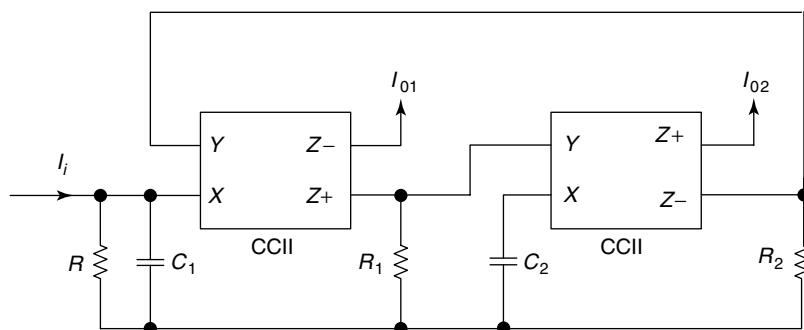 I01
I02
Y
Z−
Y
Z+
Ii
X
Z+
X
Z−
CCII
CCII
R
C1
R1
C2
R2